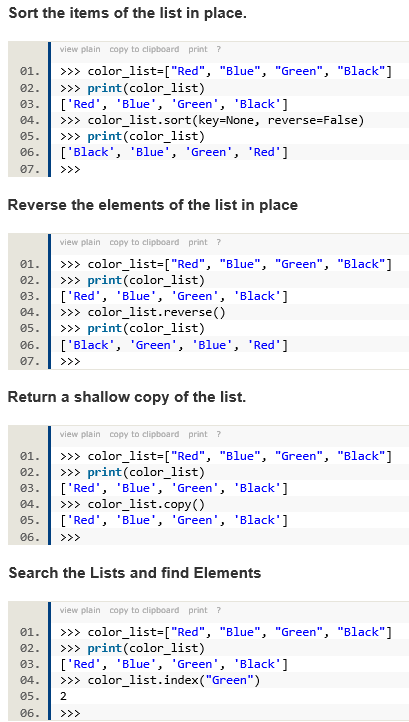 Sort the items of the list in place.
view plain copy to clipboard print ?
01. >>> color_list=["Red", "Blue", "Green", "Black"]
02. >>> print(color_list)
03. ['Red', 'Blue', 'Green', 'Black']
04. >>> color_list.sort(key=None, reverse=False)
05. >>> print(color_list)
06. ['Black', 'Blue', 'Green', 'Red']
07. >>>
Reverse the elements of the list in place
view plain copy to clipboard print ?
01. >>> color_list=["Red", "Blue", "Green", "Black"]
02. >>> print(color_list)
03. ['Red', 'Blue', 'Green', 'Black']
04. >>> color_list.reverse()
05. >>> print(color_list)
06. ['Black', 'Green', 'Blue', 'Red']
07. >>>
Return a shallow copy of the list.
view plain copy to clipboard print ?
01. >>> color_list=["Red", "Blue", "Green", "Black"]
02. >>> print(color_list)
03. ['Red', 'Blue', 'Green', 'Black']
04. >>> color_list.copy()
05. ['Red', 'Blue', 'Green', 'Black']
06. >>>
Search the Lists and find Elements
view plain copy to clipboard print ?
01. >>> color_list=["Red", "Blue", "Green", "Black"]
02. >>> print(color_list)
03. ['Red', 'Blue', 'Green', 'Black']
04. >>> color_list.index("Green")
05. 2
06. >>>